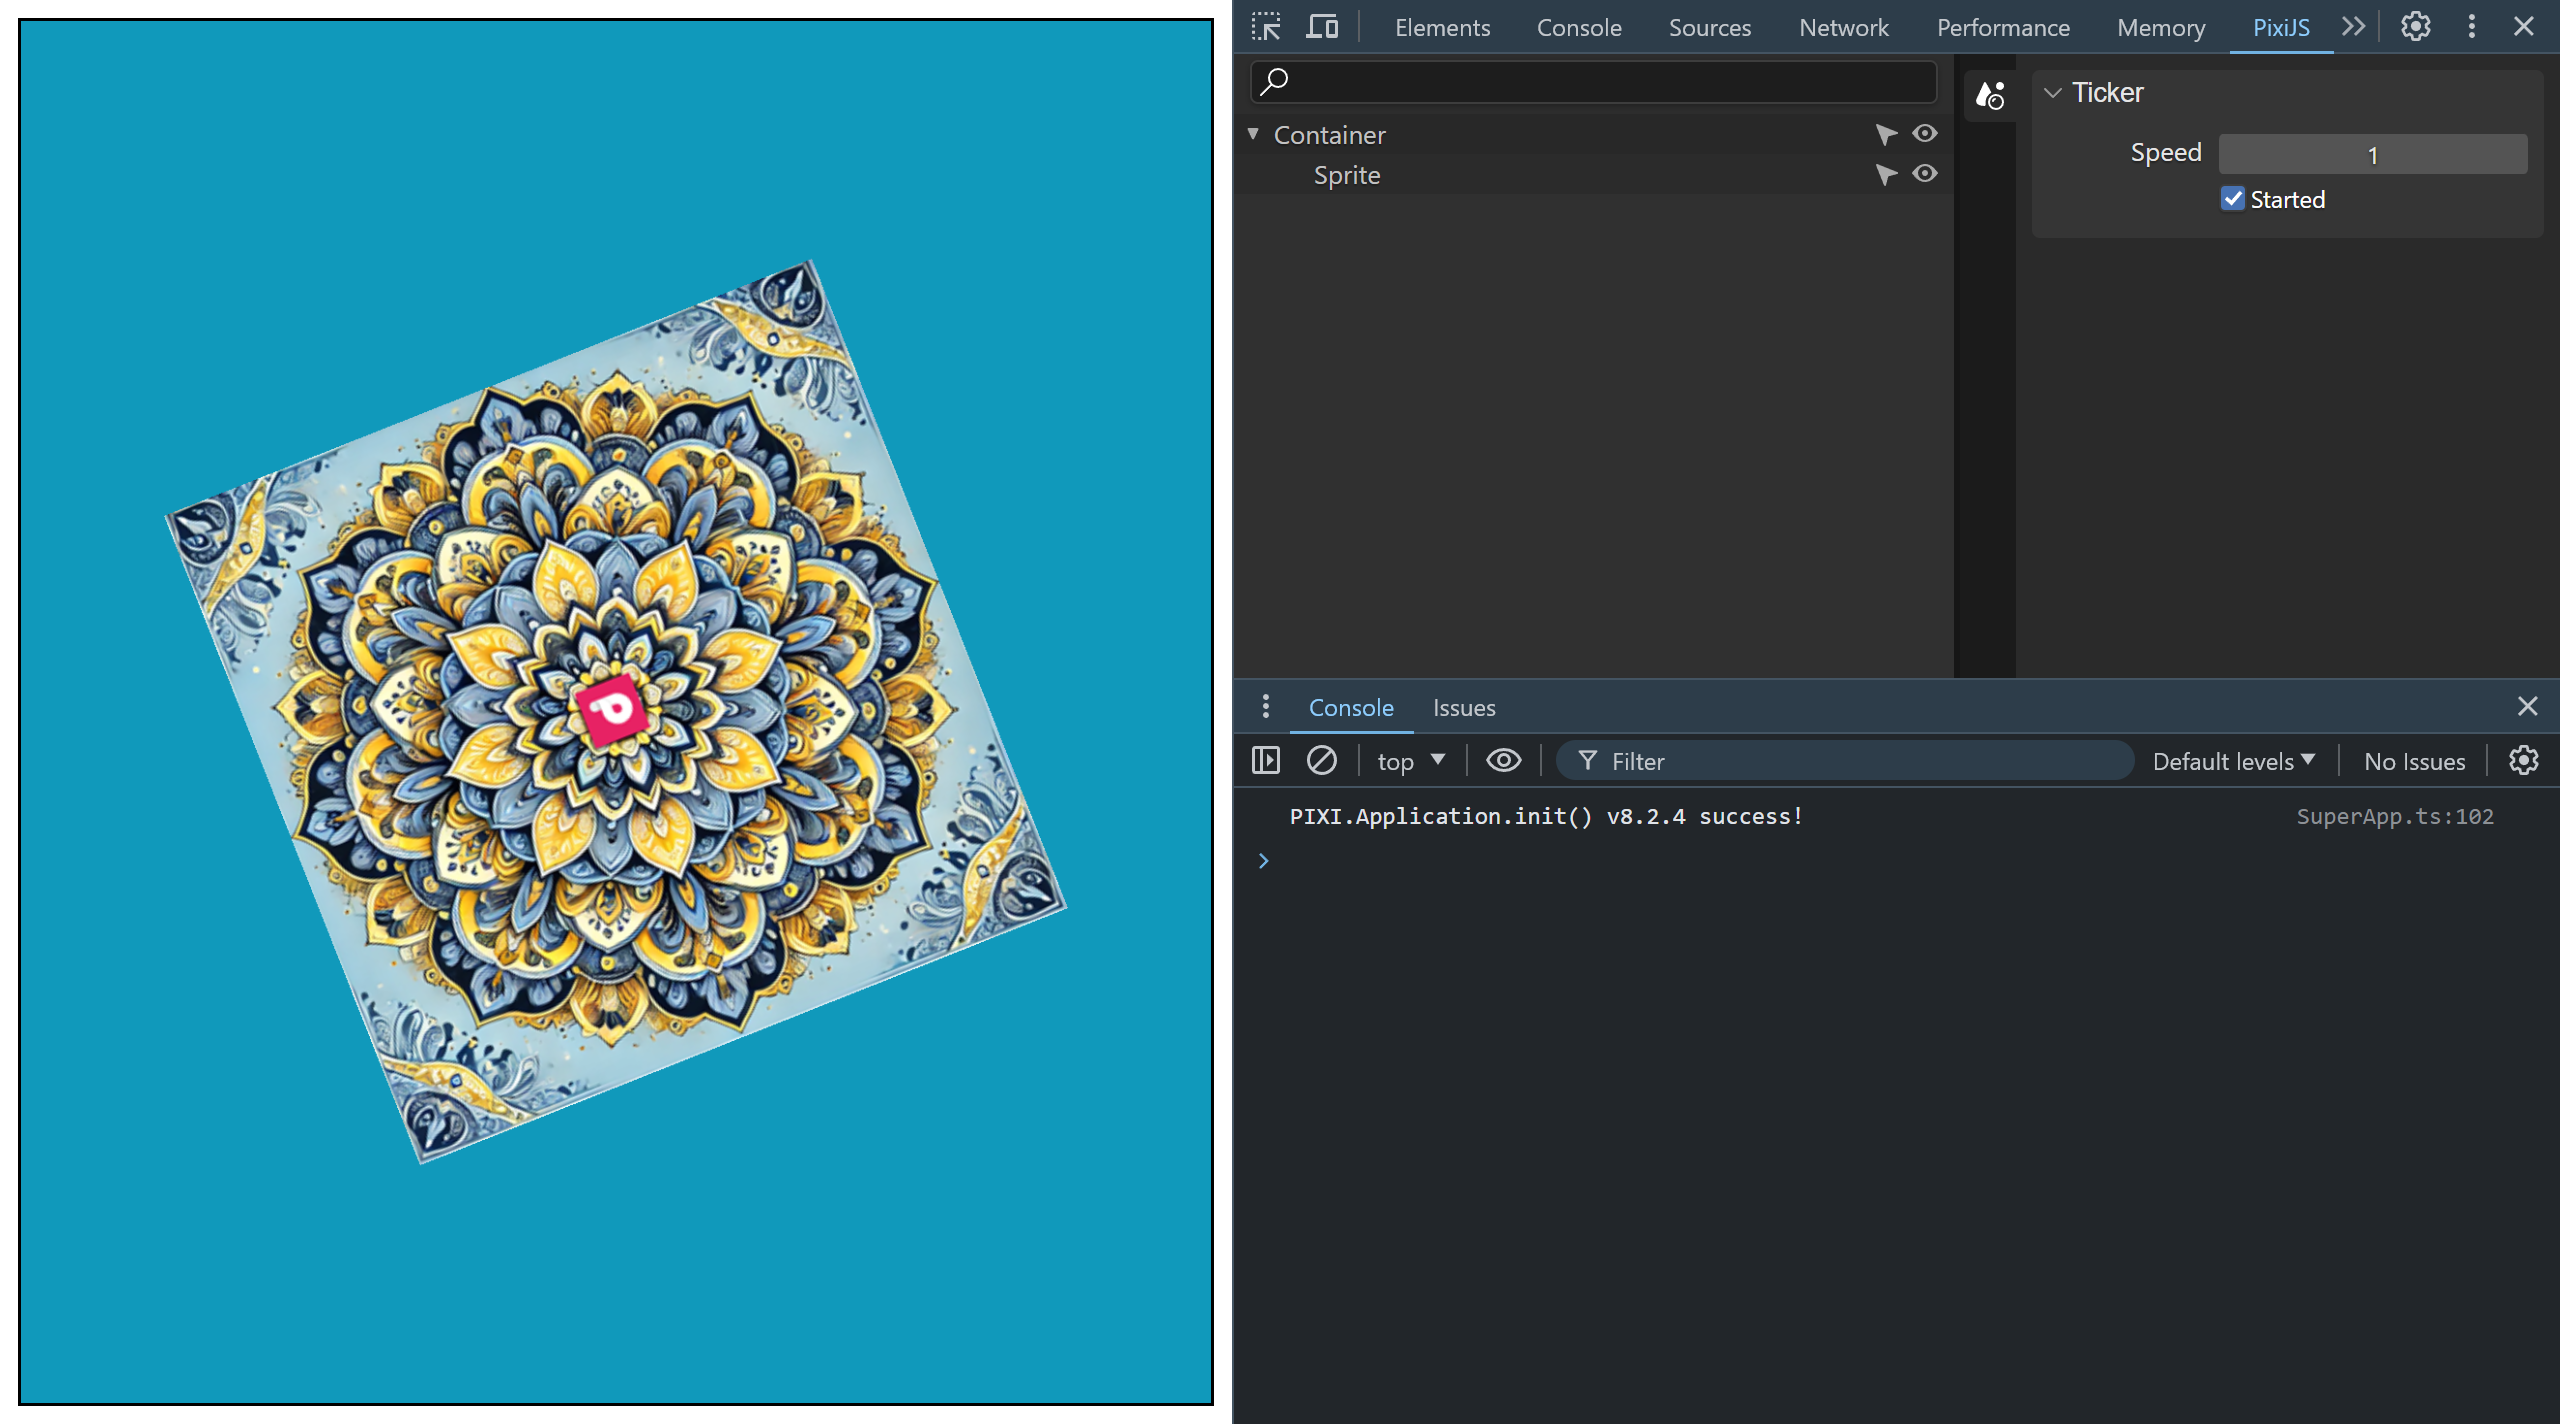 Elements Console Sources Network Performance Memory PixiJS
Container
Sprite
Ticker
Speed 1
Started
Console Issues
top Filter Default levels No Issues
PIXI.Application.init() v8.2.4 success! SuperApp.ts:102